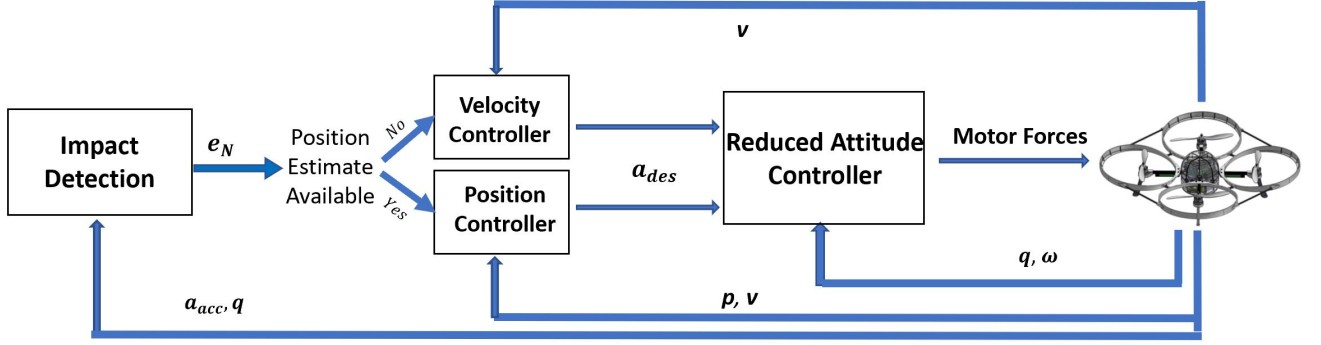 v
Impact
Detection
e_N
Position
Estimate
Available
No
Yes
Velocity
Controller
Position
Controller
a_des
Reduced Attitude
Controller
Motor Forces
q, ω
p, v
a_acc, q